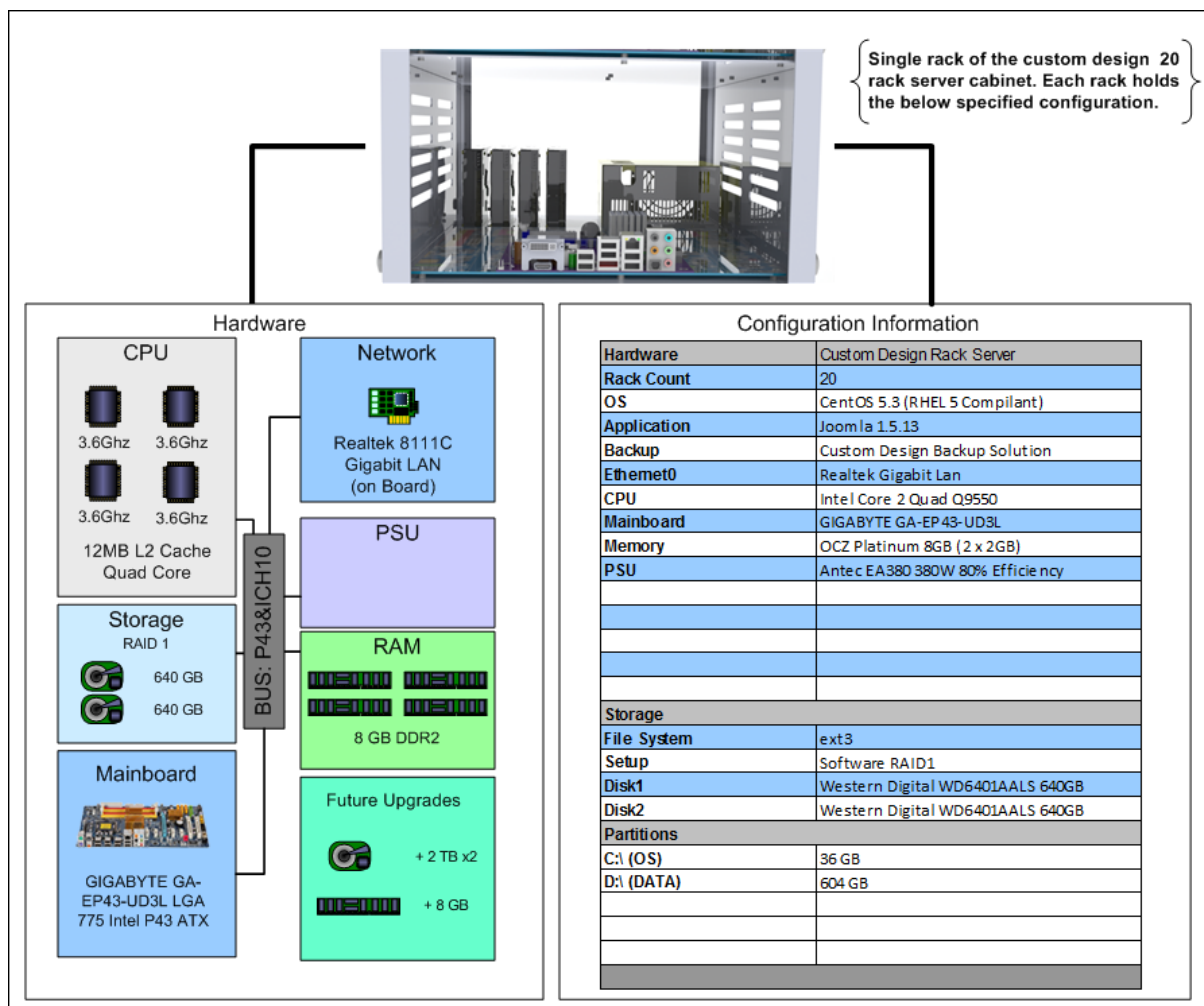 Single rack of the custom design 20
rack server cabinet. Each rack holds
the below specified configuration.
Hardware
CPU
3.6Ghz 3.6Ghz
3.6Ghz 3.6Ghz
12MB L2 Cache
Quad Core
Network
Realtek 8111C
Gigabit LAN
(on Board)
PSU
Storage
RAID 1
640 GB
640 GB
BUS: P43&ICH10
RAM
8 GB DDR2
Mainboard
GIGABYTE GA-
EP43-UD3L LGA
775 Intel P43 ATX
Future Upgrades
+ 2 TB x2
+ 8 GB
Configuration Information
Hardware Custom Design Rack Server
Rack Count 20
OS CentOS 5.3 (RHEL 5 Compilant)
Application Joomla 1.5.13
Backup Custom Design Backup Solution
Ethernet0 Realtek Gigabit Lan
CPU Intel Core 2 Quad Q9550
Mainboard GIGABYTE GA-EP43-UD3L
Memory OCZ Platinum 8GB (2 x 2GB)
PSU Antec EA380 380W 80% Efficiency
Storage
File System ext3
Setup Software RAID1
Disk1 Western Digital WD6401AALS 640GB
Disk2 Western Digital WD6401AALS 640GB
Partitions
C:\ (OS) 36 GB
D:\ (DATA) 604 GB